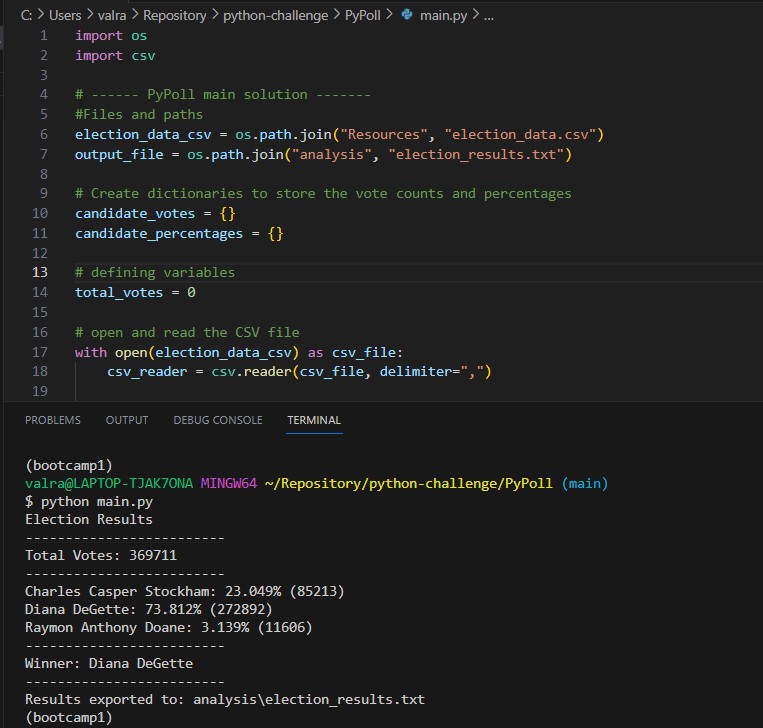 C: > Users > valra > Repository > python-challenge > PyPoll > main.py > ...
1 import os
2 import csv
3
4 # ------ PyPoll main solution -------
5 #Files and paths
6 election_data_csv = os.path.join("Resources", "election_data.csv")
7 output_file = os.path.join("analysis", "election_results.txt")
8
9 # Create dictionaries to store the vote counts and percentages
10 candidate_votes = {}
11 candidate_percentages = {}
12
13 # defining variables
14 total_votes = 0
15
16 # open and read the CSV file
17 with open(election_data_csv) as csv_file:
18     csv_reader = csv.reader(csv_file, delimiter=",")
19
PROBLEMS OUTPUT DEBUG CONSOLE TERMINAL
(bootcamp1)
valra@LAPTOP-TJAK7ONA MINGW64 ~/Repository/python-challenge/PyPoll (main)
$ python main.py
Election Results
-------------------------
Total Votes: 369711
-------------------------
Charles Casper Stockham: 23.049% (85213)
Diana DeGette: 73.812% (272892)
Raymon Anthony Doane: 3.139% (11606)
-------------------------
Winner: Diana DeGette
-------------------------
Results exported to: analysis\election_results.txt
(bootcamp1)